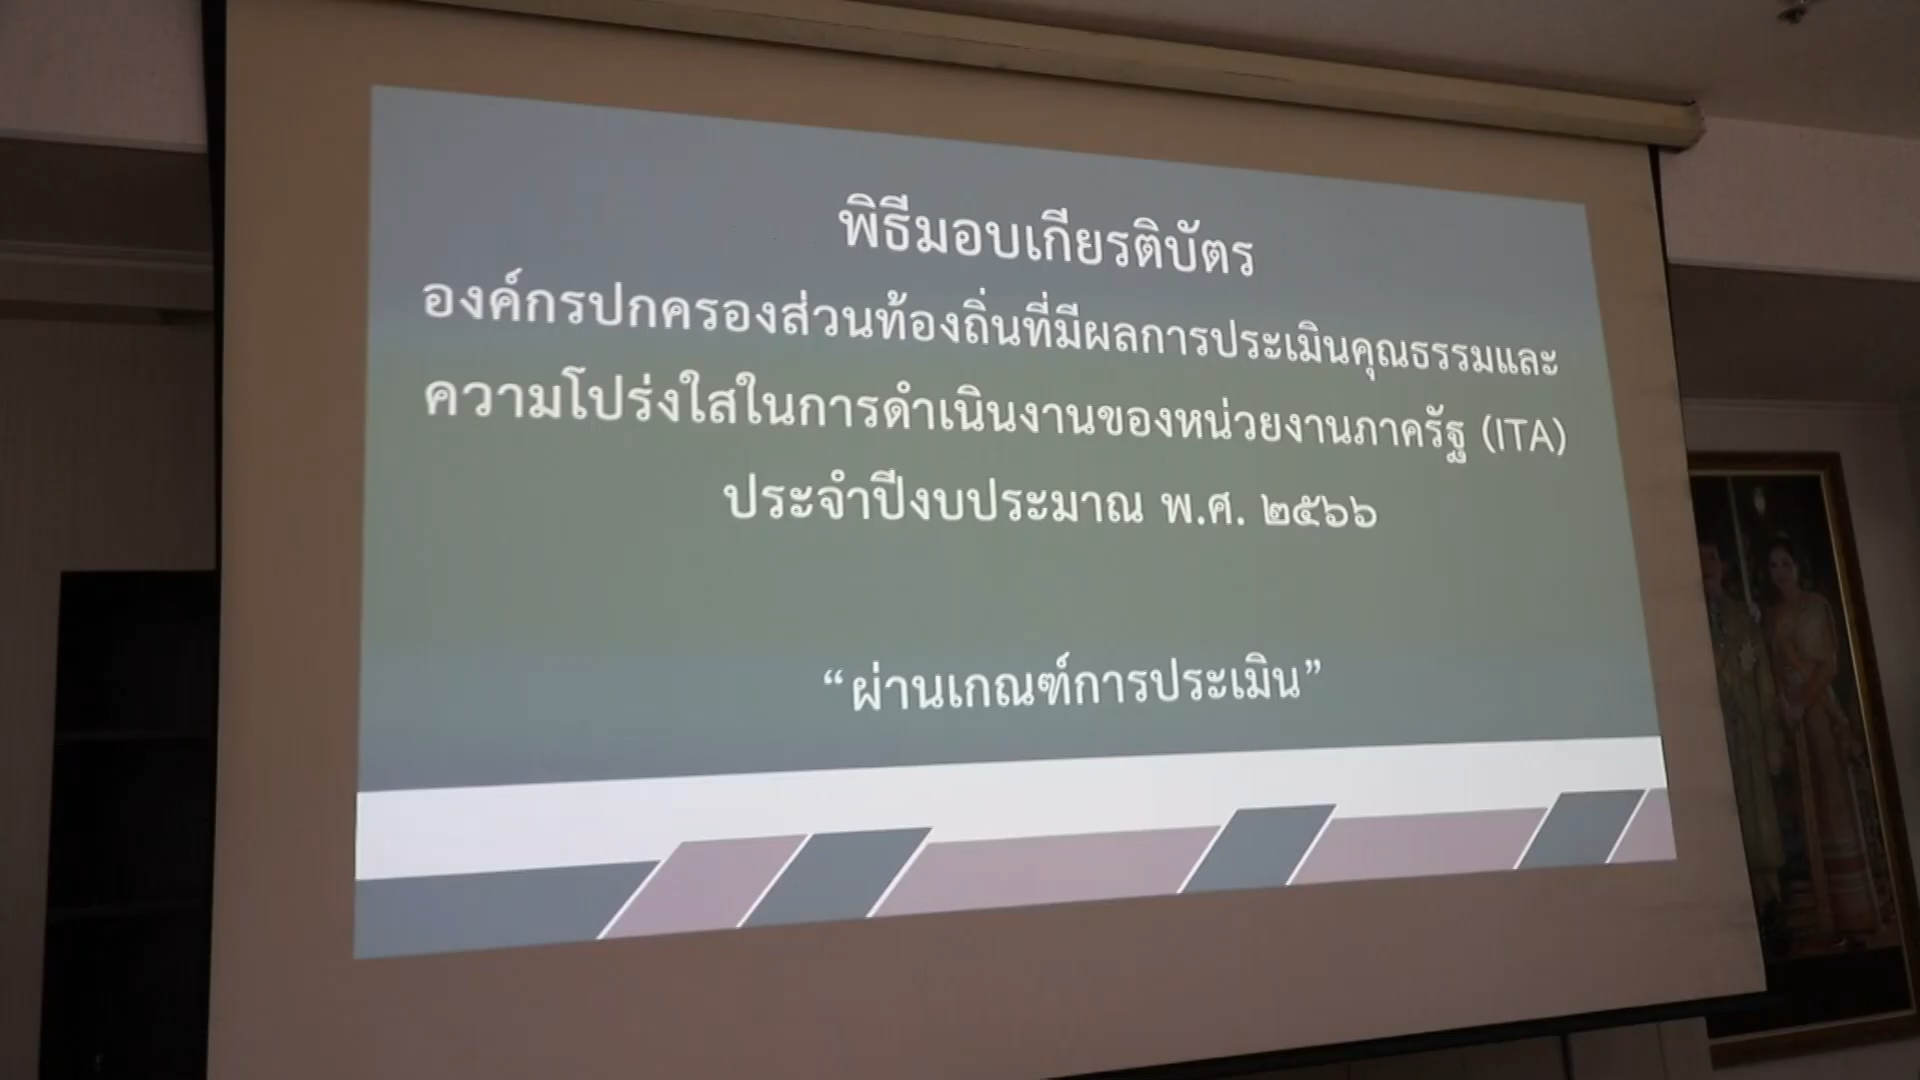 พิธีมอบเกียรติบัตร
องค์กรปกครองส่วนท้องถิ่นที่มีผลการประเมินคุณธรรมและ
ความโปร่งใสในการดำเนินงานของหน่วยงานภาครัฐ (ITA)
ประจำปีงบประมาณ พ.ศ. ๒๕๖๖
“ผ่านเกณฑ์การประเมิน”